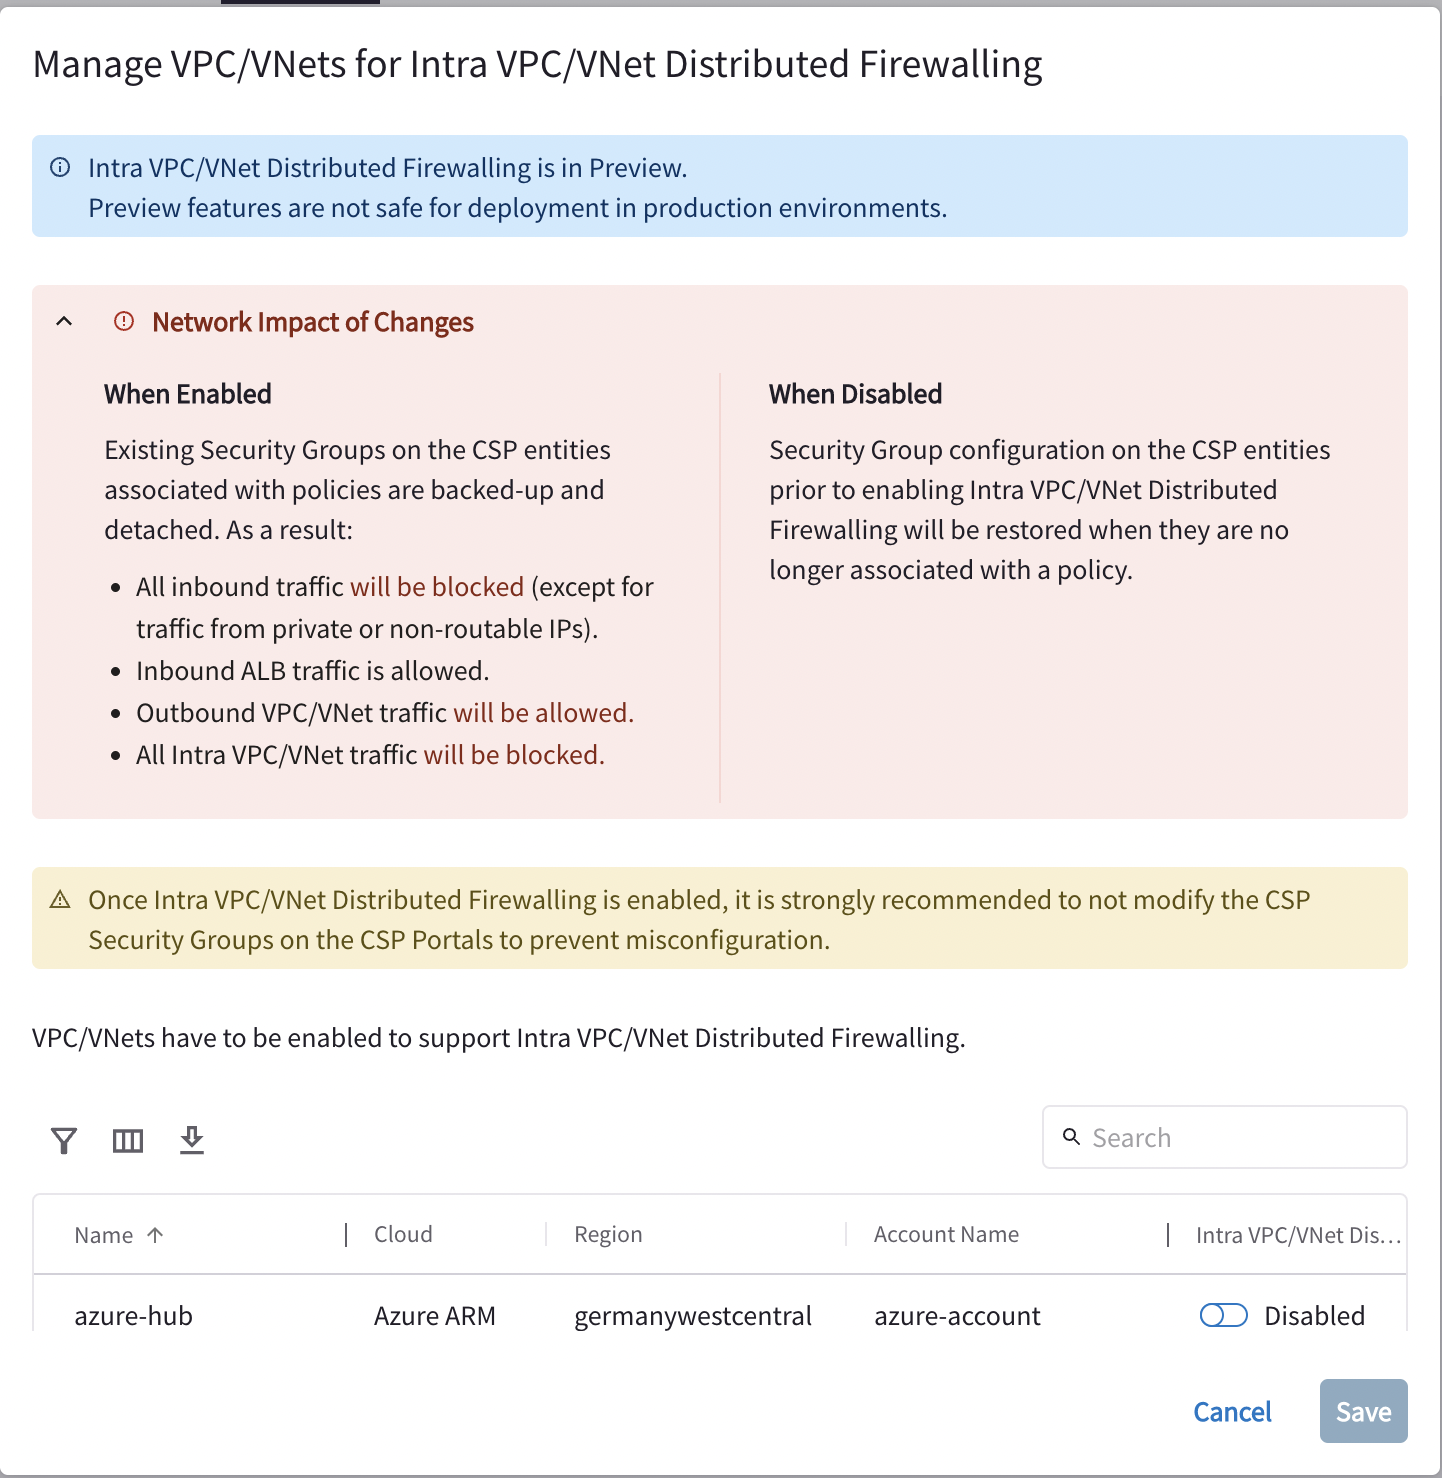 Manage VPC/VNets for Intra VPC/VNet Distributed Firewalling
Intra VPC/VNet Distributed Firewalling is in Preview.
Preview features are not safe for deployment in production environments.
Network Impact of Changes
When Enabled
Existing Security Groups on the CSP entities
associated with policies are backed-up and
detached. As a result:
• All inbound traffic will be blocked (except for
traffic from private or non-routable IPs).
• Inbound ALB traffic is allowed.
• Outbound VPC/VNet traffic will be allowed.
• All Intra VPC/VNet traffic will be blocked.
When Disabled
Security Group configuration on the CSP entities
prior to enabling Intra VPC/VNet Distributed
Firewalling will be restored when they are no
longer associated with a policy.
Once Intra VPC/VNet Distributed Firewalling is enabled, it is strongly recommended to not modify the CSP
Security Groups on the CSP Portals to prevent misconfiguration.
VPC/VNets have to be enabled to support Intra VPC/VNet Distributed Firewalling.
Search
Name Cloud Region Account Name Intra VPC/VNet Dis...
azure-hub Azure ARM germanywestcentral azure-account Disabled
Cancel Save